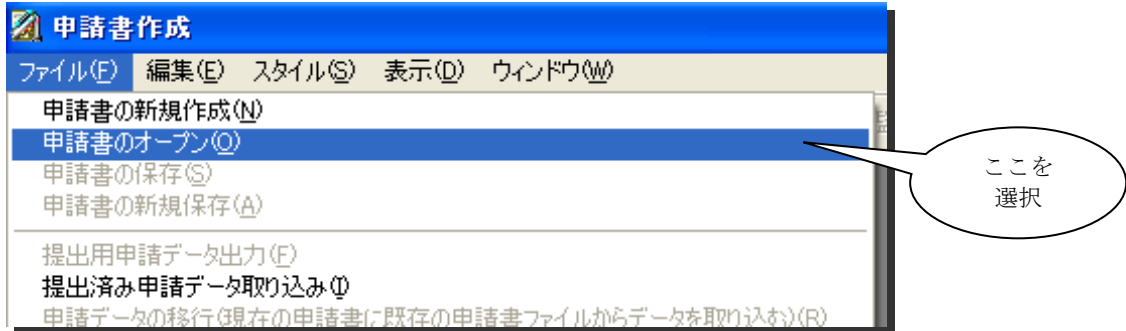 申請書作成
ファイル(F) 編集(E) スタイル(S) 表示(D) ウィンドウ(W)
申請書の新規作成(N)
申請書のオープン(O)
申請書の保存(S)
申請書の新規保存(A)
提出用申請データ出力(F)
提出済み申請データ取り込み(I)
申請データの移行(現在の申請書に既存の申請書ファイルからデータを取り込む)(R)
ここを
選択